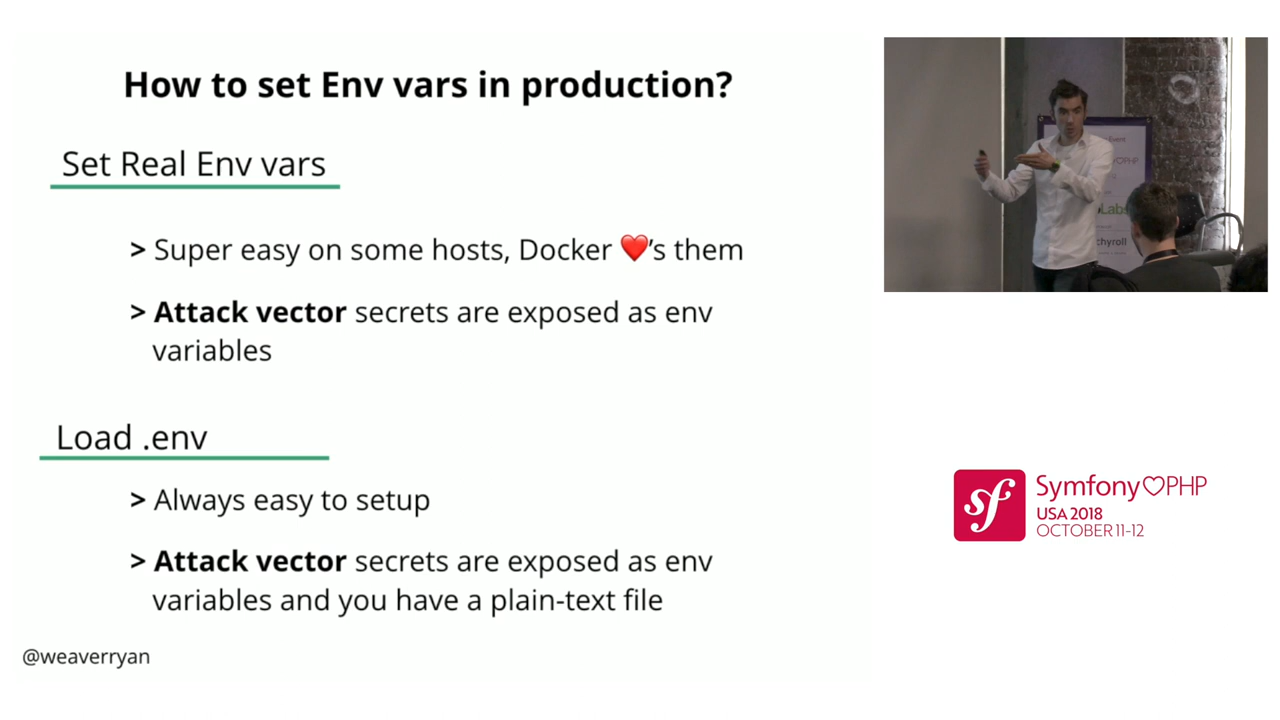 How to set Env vars in production?
Set Real Env vars
> Super easy on some hosts, Docker ❤️’s them
> Attack vector secrets are exposed as env
variables
Load .env
> Always easy to setup
> Attack vector secrets are exposed as env
variables and you have a plain-text file
@weaverryan
Symfony♡PHP
USA 2018
OCTOBER 11-12